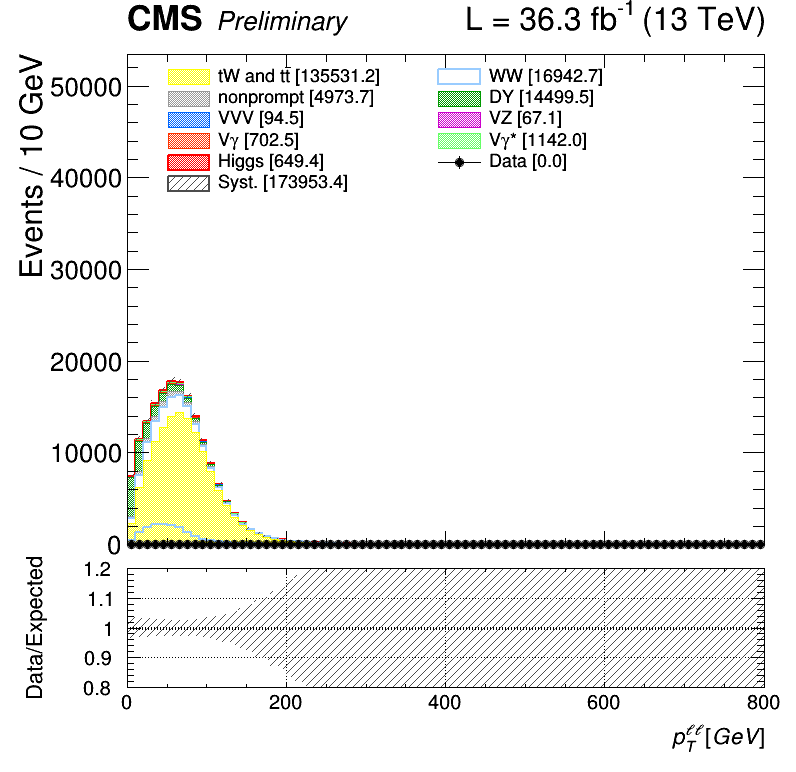 CMS Preliminary L = 36.3 fb-1 (13 TeV)
Events / 10 GeV
50000
40000
30000
20000
10000
0
tW and tt̄ [135531.2]
nonprompt [4973.7]
VVV [94.5]
Vγ [702.5]
Higgs [649.4]
Syst. [173953.4]
WW [16942.7]
DY [14499.5]
VZ [67.1]
Vγ* [1142.0]
Data [0.0]
Data/Expected
1.2
1.1
1
0.9
0.8
0 200 400 600 800
pTℓℓ [GeV]